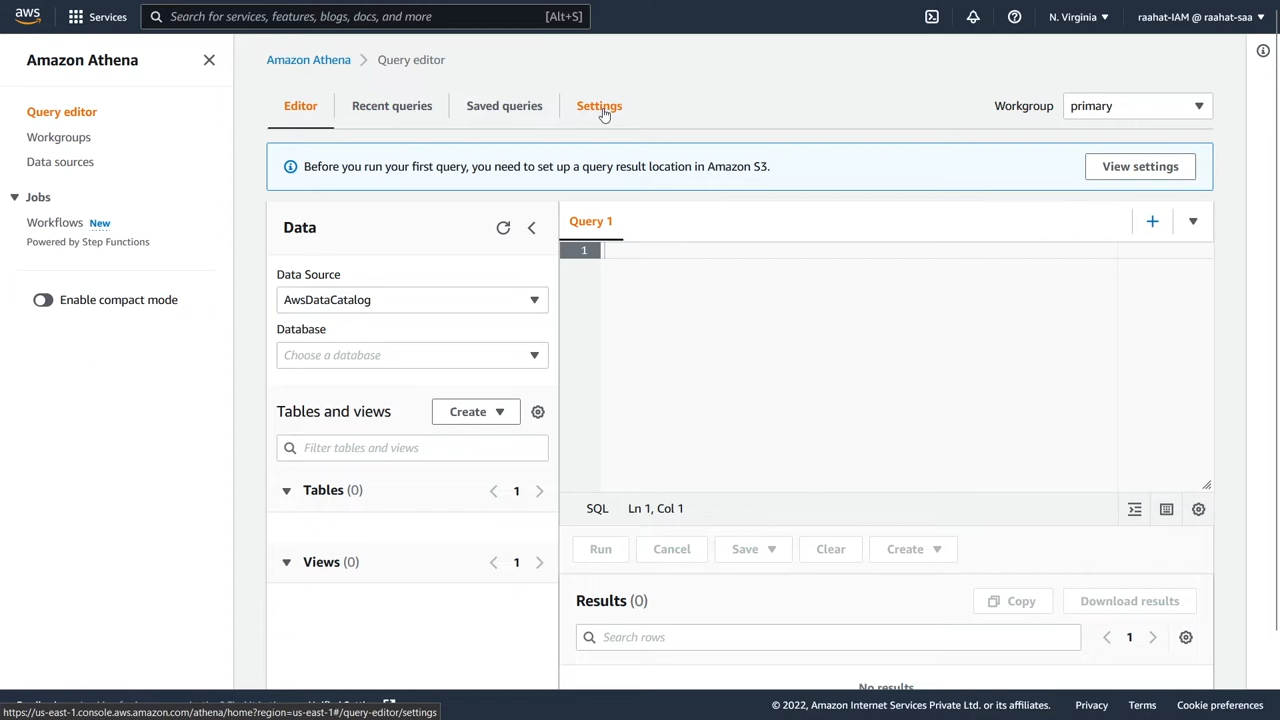 aws
Services
Search for services, features, blogs, docs, and more
[Alt+S]
N. Virginia
raahat-IAM @ raahat-saa
Amazon Athena
Query editor
Workgroups
Data sources
Jobs
Workflows New
Powered by Step Functions
Enable compact mode
Amazon Athena
Query editor
Editor
Recent queries
Saved queries
Settings
Workgroup
primary
Before you run your first query, you need to set up a query result location in Amazon S3.
View settings
Data
Data Source
AwsDataCatalog
Database
Choose a database
Tables and views
Create
Filter tables and views
Tables (0)
1
Views (0)
1
Query 1
1
SQL
Ln 1, Col 1
Run
Cancel
Save
Clear
Create
Results (0)
Copy
Download results
Search rows
1
No results
https://us-east-1.console.aws.amazon.com/athena/home?region=us-east-1#/query-editor/settings
© 2022, Amazon Internet Services Private Ltd. or its affiliates.
Privacy
Terms
Cookie preferences